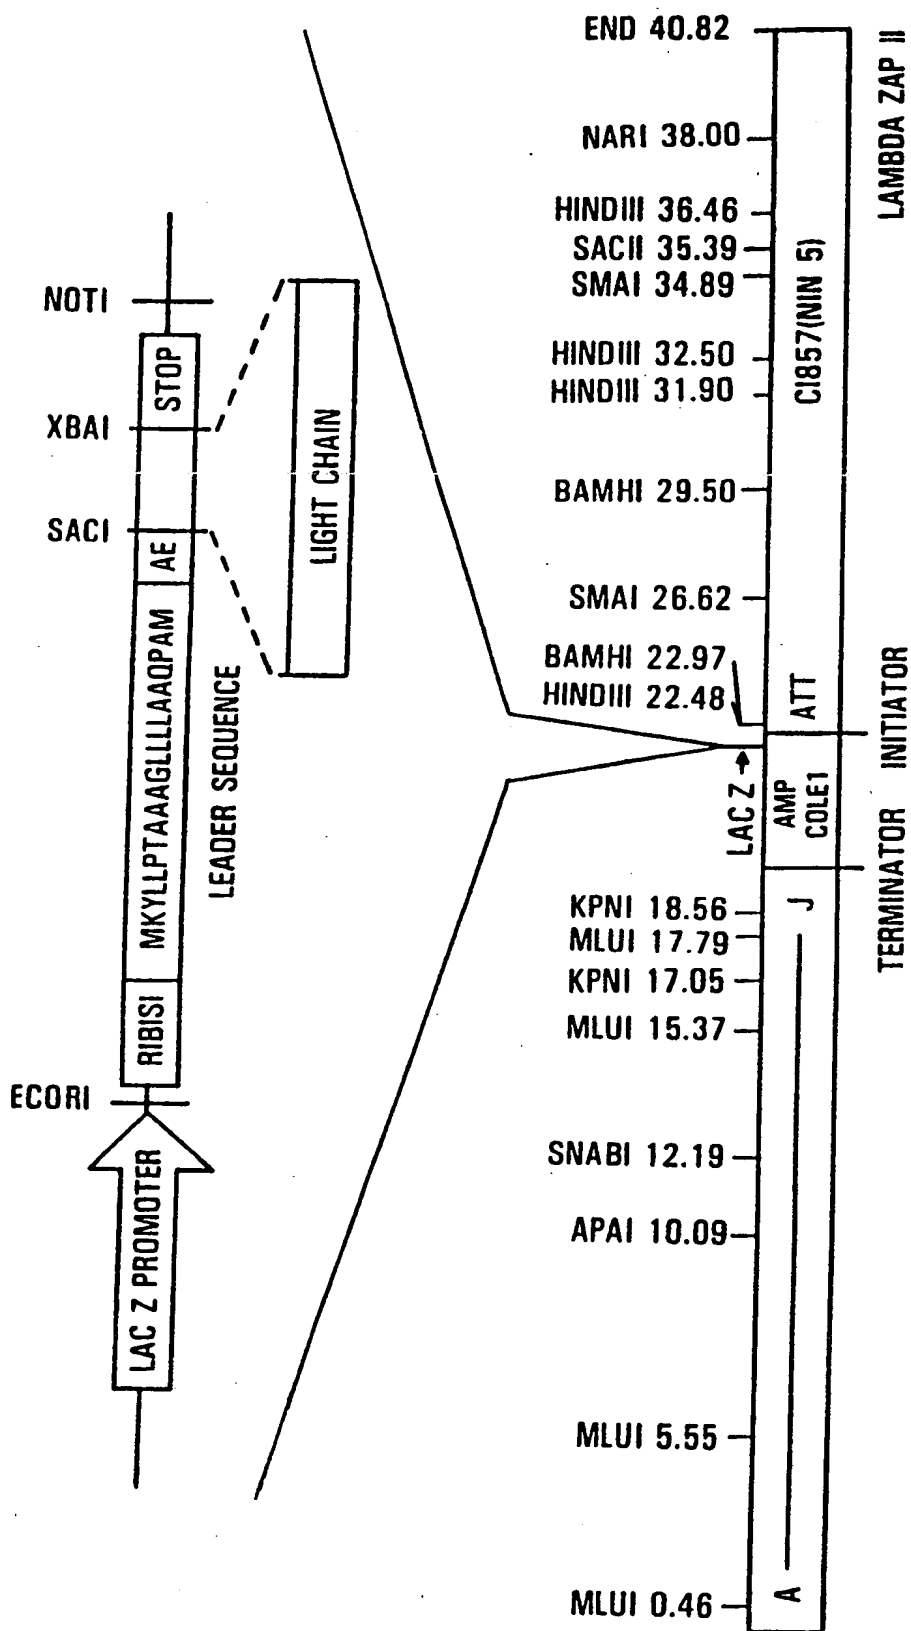 END 40.82
NARI 38.00
HINDIII 36.46
SACII 35.39
SMAI 34.89
HINDIII 32.50
HINDIII 31.90
BAMHI 29.50
SMAI 26.62
BAMHI 22.97
HINDIII 22.48
LAC Z
KPNI 18.56
MLUI 17.79
KPNI 17.05
MLUI 15.37
SNABI 12.19
APAI 10.09
MLUI 5.55
MLUI 0.46
A
J
AMP
COLE1
ATT
CI857(NIN 5)
TERMINATOR
INITIATOR
LAMBDA ZAP II
NOTI
XBAI
SACI
ECORI
LAC Z PROMOTER
RIBISI
MKYLLPTAAAGLLLLAAQPAM
AE
STOP
LEADER SEQUENCE
LIGHT CHAIN